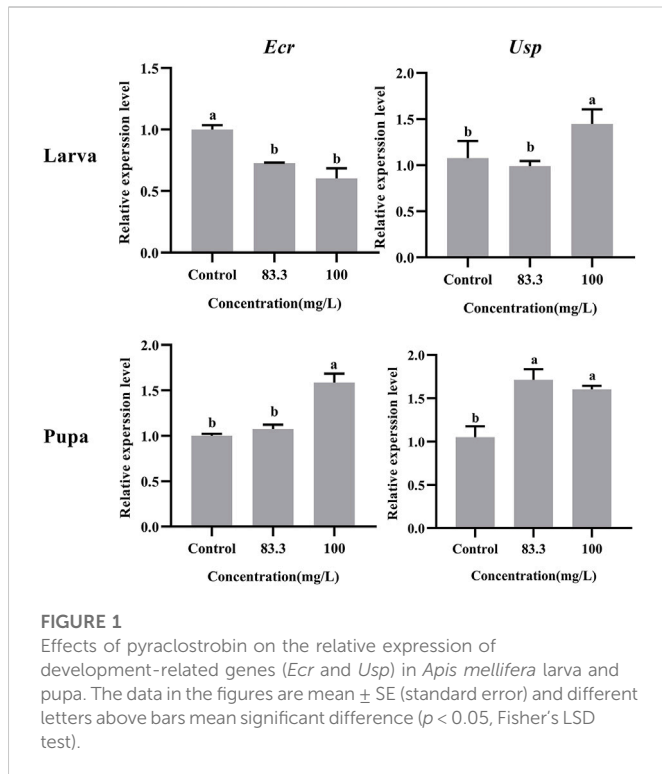 Ecr
Usp
Larva
Relative experssion level
1.5
1.0
0.5
0.0
a
b
b
Control
83.3
100
Concentration(mg/L)
Relative experssion level
2.0
1.5
1.0
0.5
0.0
b
b
a
Control
83.3
100
Concentration(mg/L)
Pupa
Relative experssion level
2.0
1.5
1.0
0.5
0.0
b
b
a
Control
83.3
100
Concentration(mg/L)
Relative experssion level
2.0
1.5
1.0
0.5
0.0
b
a
a
Control
83.3
100
Concentration(mg/L)
FIGURE 1
Effects of pyraclostrobin on the relative expression of
development-related genes (Ecr and Usp) in Apis mellifera larva and
pupa. The data in the figures are mean ± SE (standard error) and different
letters above bars mean significant difference (p < 0.05, Fisher's LSD
test).